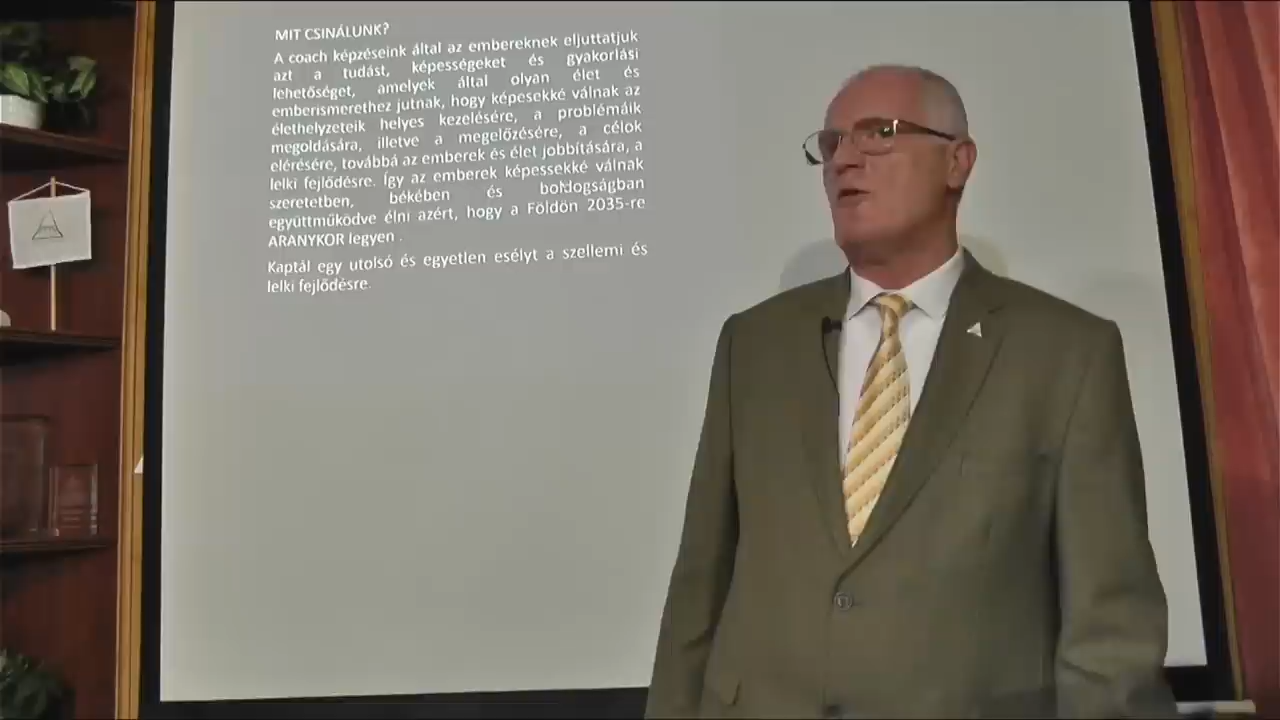 MIT CSINÁLUNK?
A coach képzéseink által az embereknek eljuttatjuk
azt a tudást, képességeket és gyakorlási
lehetőséget, amelyek által olyan élet és
emberismerethez jutnak, hogy képesekké válnak az
élethelyzeteik helyes kezelésére, a problémáik
megoldására, illetve a megelőzésére, a célok
elérésére, továbbá az emberek és élet jobbítására, a
lelki fejlődésre. Így az emberek képessekké válnak
szeretetben, békében és boldogságban
együttműködve élni azért, hogy a Földön 2035-re
ARANYKOR legyen .
Kaptál egy utolsó és egyetlen esélyt a szellemi és
lelki fejlődésre.